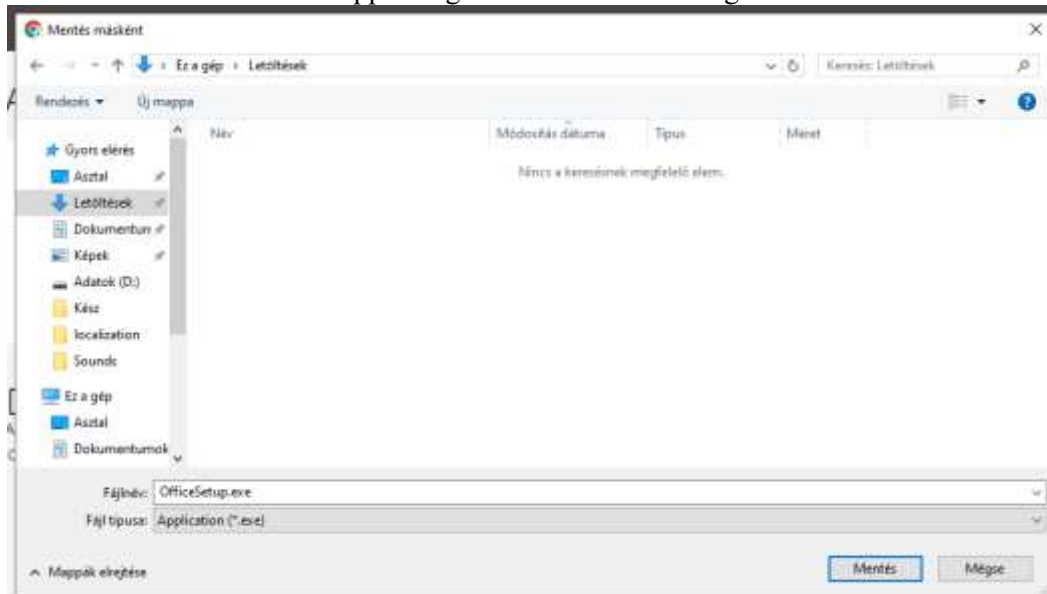 Mentés másként
Ez a gép › Letöltések
Keresés: Letöltések
Rendezés
Új mappa
Név
Módosítás dátuma
Típus
Méret
Nincs a keresésnek megfelelő elem.
Gyors elérés
Asztal
Letöltések
Dokumentun
Képek
Adatok (D:)
Kész
localization
Sounds
Ez a gép
Asztal
Dokumentumok
Fájlnév: OfficeSetup.exe
Fájl típusa: Application (*.exe)
Mappák elrejtése
Mentés
Mégse